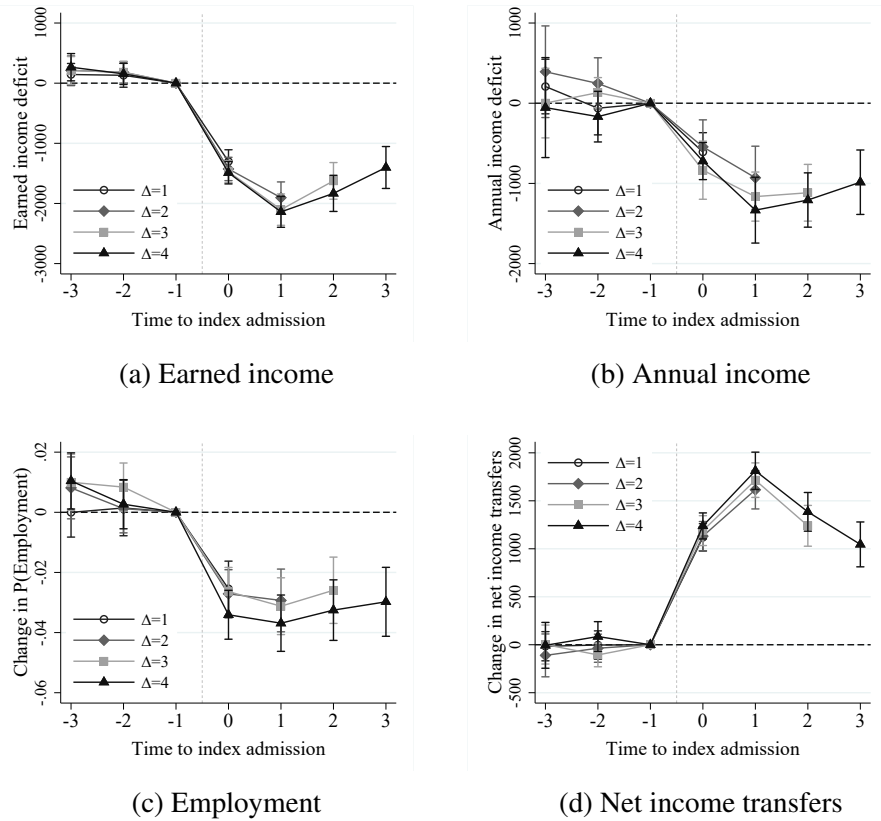 Earned income deficit
1000
0
-1000
-2000
-3000
Δ=1
Δ=2
Δ=3
Δ=4
-3 -2 -1 0 1 2 3
Time to index admission
(a) Earned income
Annual income deficit
1000
0
-1000
-2000
Δ=1
Δ=2
Δ=3
Δ=4
-3 -2 -1 0 1 2 3
Time to index admission
(b) Annual income
Change in P(Employment)
.02
0
-.02
-.04
-.06
Δ=1
Δ=2
Δ=3
Δ=4
-3 -2 -1 0 1 2 3
Time to index admission
(c) Employment
Change in net income transfers
2000
1500
1000
500
0
-500
Δ=1
Δ=2
Δ=3
Δ=4
-3 -2 -1 0 1 2 3
Time to index admission
(d) Net income transfers